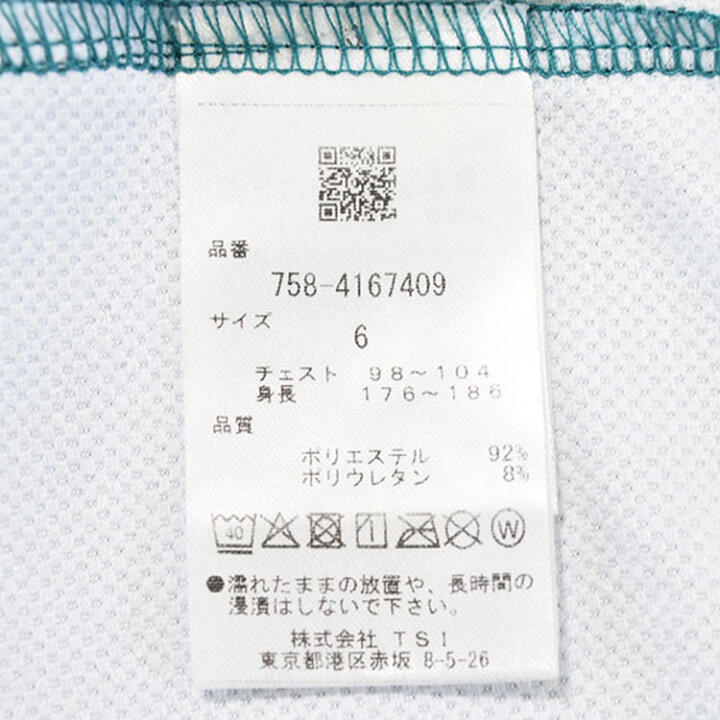 品番
758-4167409
サイズ
6
チェスト 98～104
身長 176～186
品質
ポリエステル 92%
ポリウレタン 8%
40 W
●濡れたままの放置や、長時間の
浸漬はしないで下さい。
株式会社 TSI
東京都港区赤坂 8-5-26